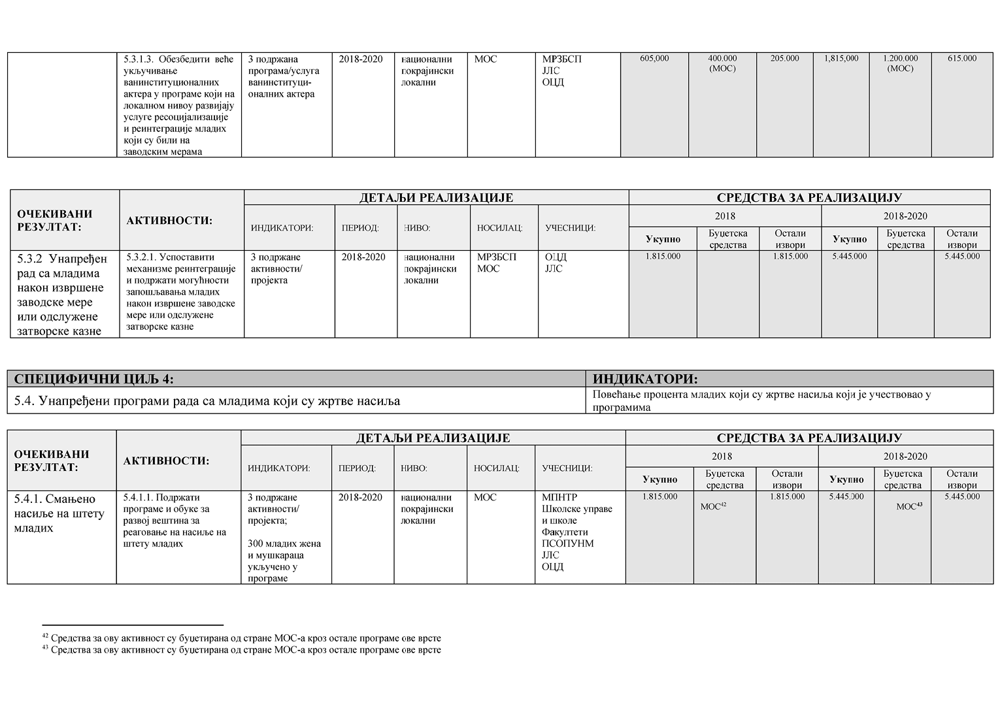 5.3.1.3. Обезбедити веће
укључивање
ванинституционалних
актера у програме који на
локалном нивоу развијају
услуге ресоцијализације
и реинтеграције младих
који су били на
заводским мерама
3 подржана
програма/услуга
ванинституци-
оналних актера
2018-2020
национални
покрајински
локални
МОС
МРЗБСП
ЈЛС
ОЦД
605,000
400.000
(МОС)
205.000
1,815,000
1.200.000
(МОС)
615.000
ОЧЕКИВАНИ
РЕЗУЛТАТ:
АКТИВНОСТИ:
ДЕТАЉИ РЕАЛИЗАЦИЈЕ
СРЕДСТВА ЗА РЕАЛИЗАЦИЈУ
ИНДИКАТОРИ:
ПЕРИОД:
НИВО:
НОСИЛАЦ:
УЧЕСНИЦИ:
2018
2018-2020
Укупно
Буџетска
средства
Остали
извори
Укупно
Буџетска
средства
Остали
извори
5.3.2 Унапређен
рад са младима
након извршене
заводске мере
или одслужене
затворске казне
5.3.2.1. Успоставити
механизме реинтеграције
и подржати могућности
запошљавања младих
након извршене заводске
мере или одслужене
затворске казне
3 подржане
активности/
пројекта
2018-2020
национални
покрајински
локални
МРЗБСП
МОС
ОЦД
ЈЛС
1.815.000
1.815.000
5.445.000
5.445.000
СПЕЦИФИЧНИ ЦИЉ 4:
ИНДИКАТОРИ:
5.4. Унапређени програми рада са младима који су жртве насиља
Повећање процента младих који су жртве насиља који је учествовао у
програмима
ОЧЕКИВАНИ
РЕЗУЛТАТ:
АКТИВНОСТИ:
ДЕТАЉИ РЕАЛИЗАЦИЈЕ
СРЕДСТВА ЗА РЕАЛИЗАЦИЈУ
ИНДИКАТОРИ:
ПЕРИОД:
НИВО:
НОСИЛАЦ:
УЧЕСНИЦИ:
2018
2018-2020
Укупно
Буџетска
средства
Остали
извори
Укупно
Буџетска
средства
Остали
извори
5.4.1. Смањено
насиље на штету
младих
5.4.1.1. Подржати
програме и обуке за
развој вештина за
реаговање на насиље на
штету младих
3 подржане
активности/
пројекта;
300 младих жена
и мушкараца
укључено у
програме
2018-2020
национални
покрајински
локални
МОС
МПНТР
Школске управе
и школе
Факултети
ПСОПУНМ
ЈЛС
ОЦД
1.815.000
МОС⁴²
1.815.000
5.445.000
МОС⁴³
5.445.000
⁴² Средства за ову активност су буџетирана од стране МОС-а кроз остале програме ове врсте
⁴³ Средства за ову активност су буџетирана од стране МОС-а кроз остале програме ове врсте